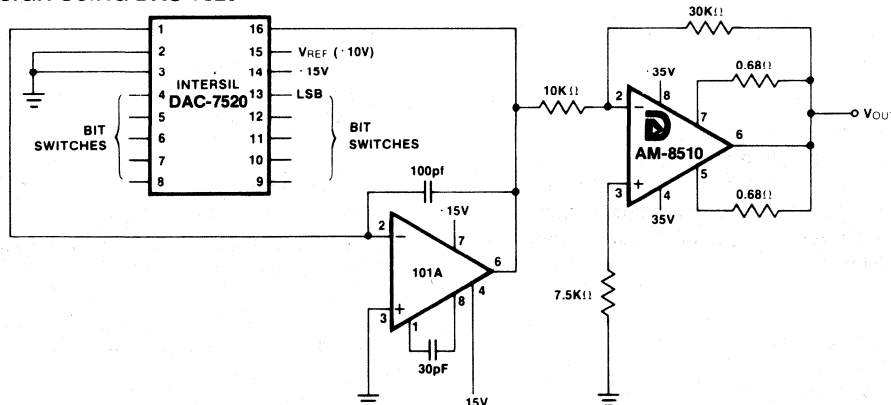 30KΩ
1
2
3
4
5
6
7
8
INTERSIL
DAC-7520
16
15
14
13
12
11
10
9
VREF (·10V)
·15V
LSB
BIT
SWITCHES
BIT
SWITCHES
10KΩ
·35V
0.68Ω
2
8
7
−
AM-8510
6
VOUT
+
3
4
5
35V
0.68Ω
7.5KΩ
100pf
·15V
2
−
7
101A
6
4
8
+
3
1
30pF
15V